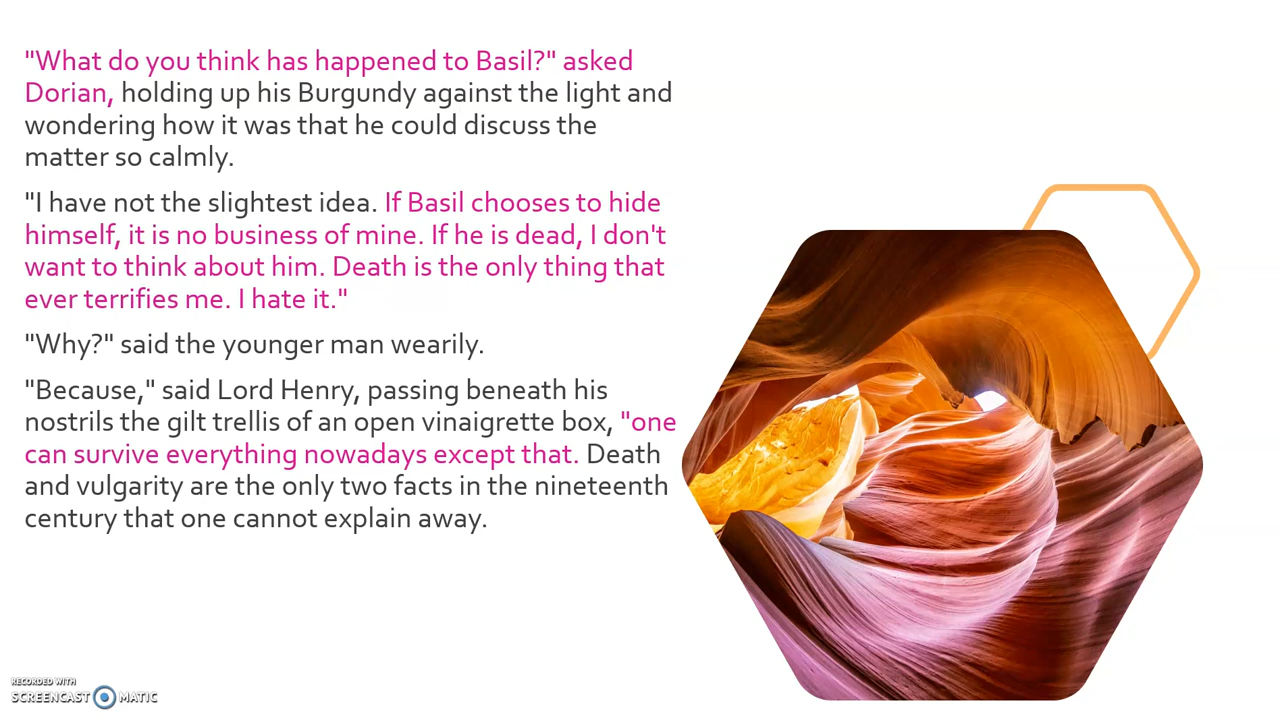 "What do you think has happened to Basil?" asked
Dorian, holding up his Burgundy against the light and
wondering how it was that he could discuss the
matter so calmly.
"I have not the slightest idea. If Basil chooses to hide
himself, it is no business of mine. If he is dead, I don't
want to think about him. Death is the only thing that
ever terrifies me. I hate it."
"Why?" said the younger man wearily.
"Because," said Lord Henry, passing beneath his
nostrils the gilt trellis of an open vinaigrette box, "one
can survive everything nowadays except that. Death
and vulgarity are the only two facts in the nineteenth
century that one cannot explain away.
RECORDED WITH
SCREENCAST MATIC